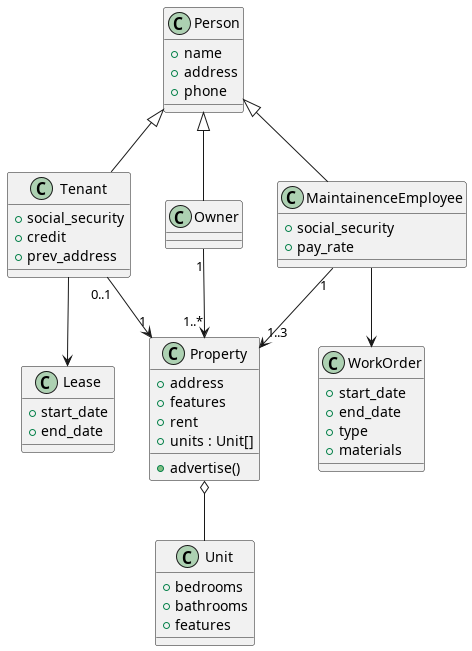 C Person
name
address
phone
C Tenant
social_security
credit
prev_address
C Owner
C MaintainenceEmployee
social_security
pay_rate
0..1
1
1
1..*
1
1..3
C Lease
start_date
end_date
C Property
address
features
rent
units : Unit[]
advertise()
C WorkOrder
start_date
end_date
type
materials
C Unit
bedrooms
bathrooms
features